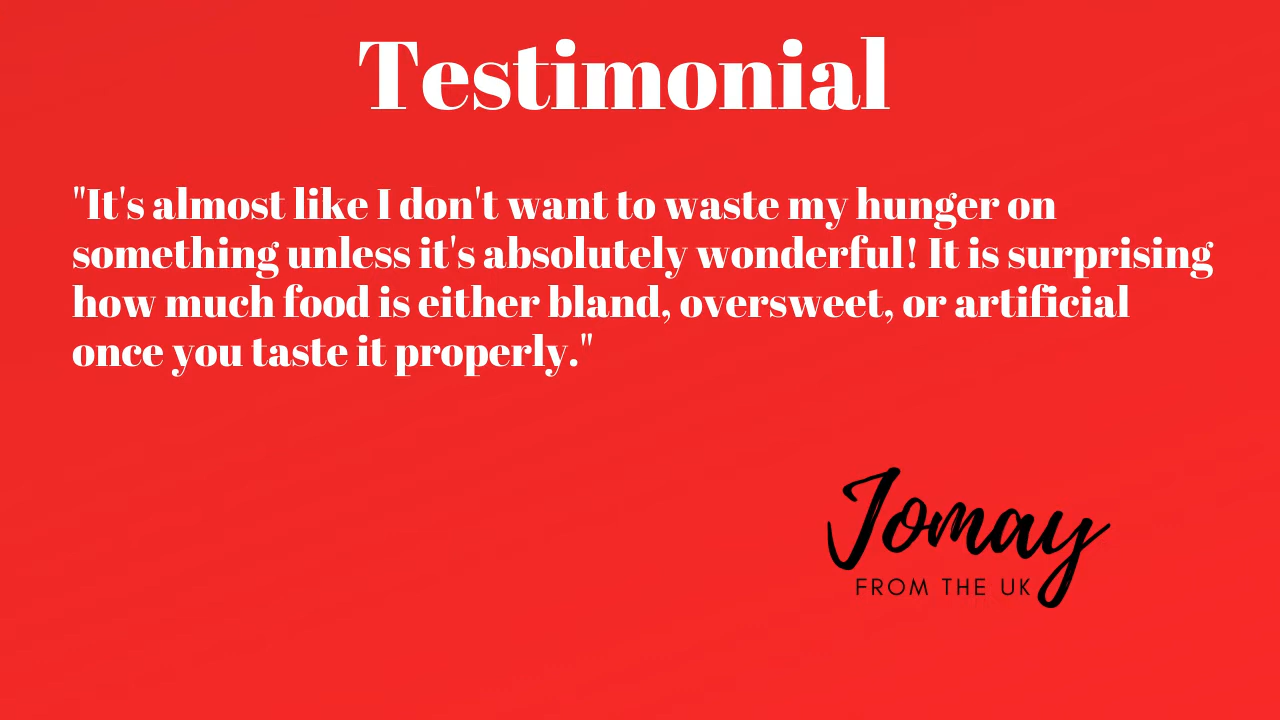 Testimonial
"It's almost like I don't want to waste my hunger on
something unless it's absolutely wonderful! It is surprising
how much food is either bland, oversweet, or artificial
once you taste it properly."
Jomay
FROM THE UK